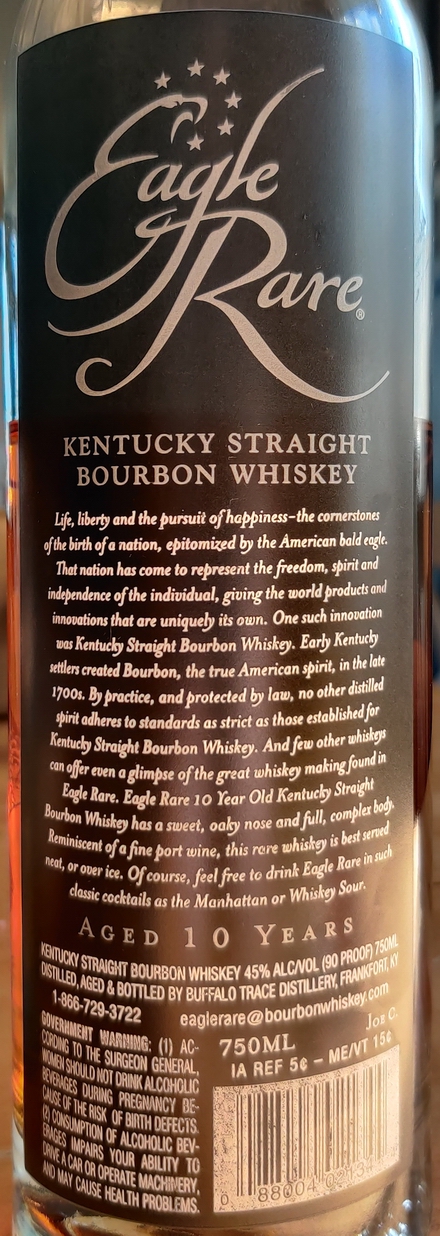 Eagle
Rare®
KENTUCKY STRAIGHT
BOURBON WHISKEY
Life, liberty and the pursuit of happiness-the cornerstones
of the birth of a nation, epitomized by the American bald eagle.
That nation has come to represent the freedom, spirit and
independence of the individual, giving the world products and
innovations that are uniquely its own. One such innovation
was Kentucky Straight Bourbon Whiskey. Early Kentucky
settlers created Bourbon, the true American spirit, in the late
1700s. By practice, and protected by law, no other distilled
spirit adheres to standards as strict as those established for
Kentucky Straight Bourbon Whiskey. And few other whiskeys
can offer even a glimpse of the great whiskey making found in
Eagle Rare. Eagle Rare 10 Year Old Kentucky Straight
Bourbon Whiskey has a sweet, oaky nose and full, complex body.
Reminiscent of a fine port wine, this rare whiskey is best served
neat, or over ice. Of course, feel free to drink Eagle Rare in such
classic cocktails as the Manhattan or Whiskey Sour.
AGED 10 YEARS
KENTUCKY STRAIGHT BOURBON WHISKEY 45% ALC/VOL (90 PROOF) 750ML
DISTILLED, AGED & BOTTLED BY BUFFALO TRACE DISTILLERY, FRANKFORT, KY
1-866-729-3722 eaglerare@bourbonwhiskey.com
JOE C.
750ML
IA REF 5¢ – ME/VT 15¢
GOVERNMENT WARNING: (1) AC-
CORDING TO THE SURGEON GENERAL,
WOMEN SHOULD NOT DRINK ALCOHOLIC
BEVERAGES DURING PREGNANCY BE-
CAUSE OF THE RISK OF BIRTH DEFECTS.
(2) CONSUMPTION OF ALCOHOLIC BEV-
ERAGES IMPAIRS YOUR ABILITY TO
DRIVE A CAR OR OPERATE MACHINERY,
AND MAY CAUSE HEALTH PROBLEMS.
0 88004